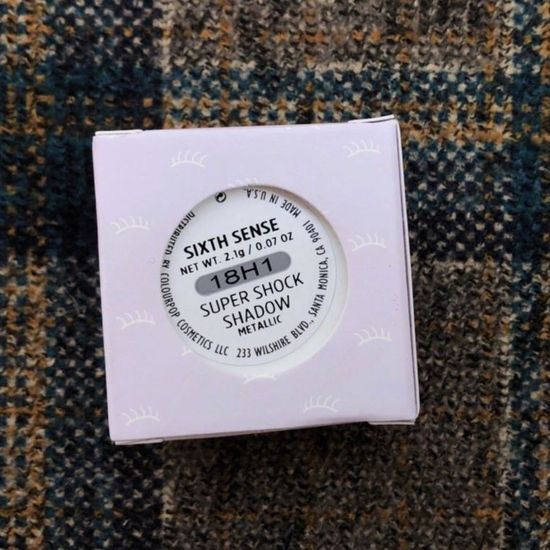 SIXTH SENSE
NET WT. 2.1g / 0.07 OZ
18H1
SUPER SHOCK
SHADOW
METALLIC
DISTRIBUTED BY COLOURPOP COSMETICS LLC 233 WILSHIRE BLVD., SANTA MONICA, CA 90401 MADE IN U.S.A.